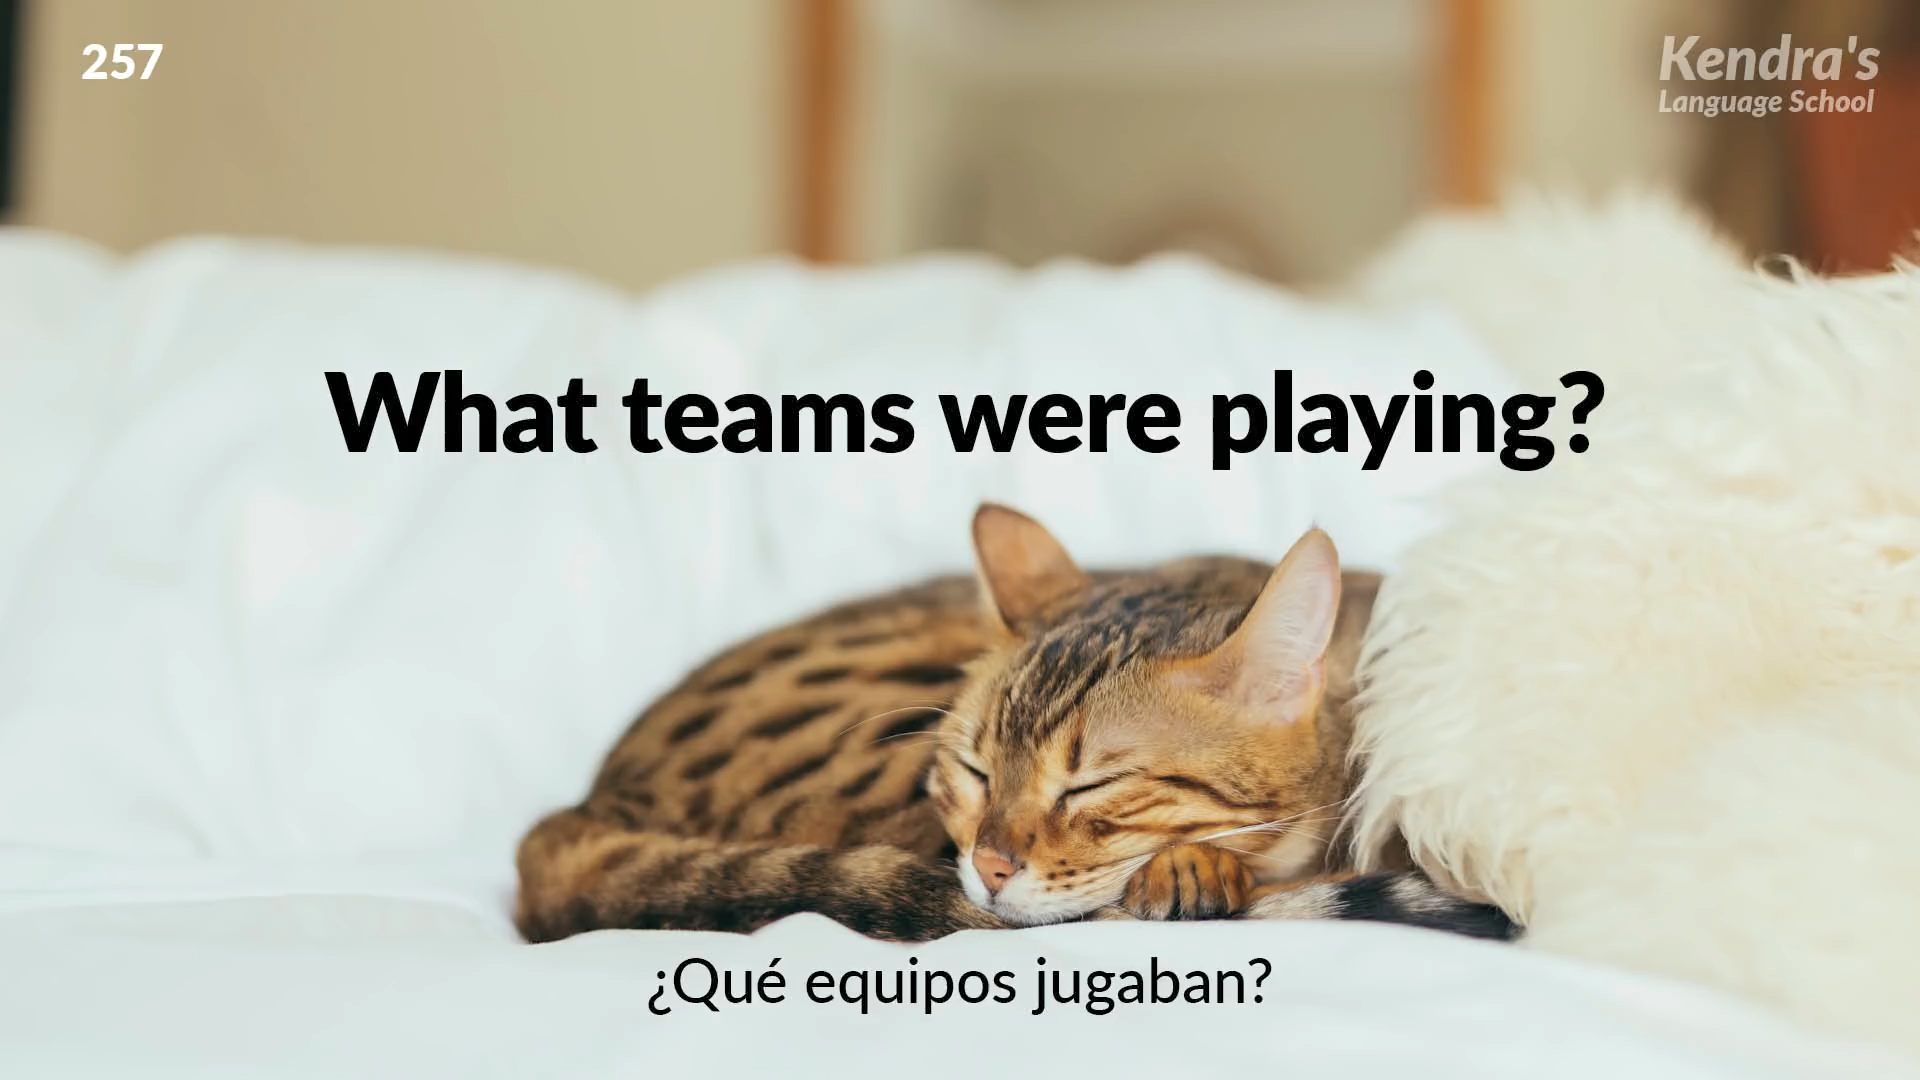 257
Kendra's
Language School
What teams were playing?
¿Qué equipos jugaban?